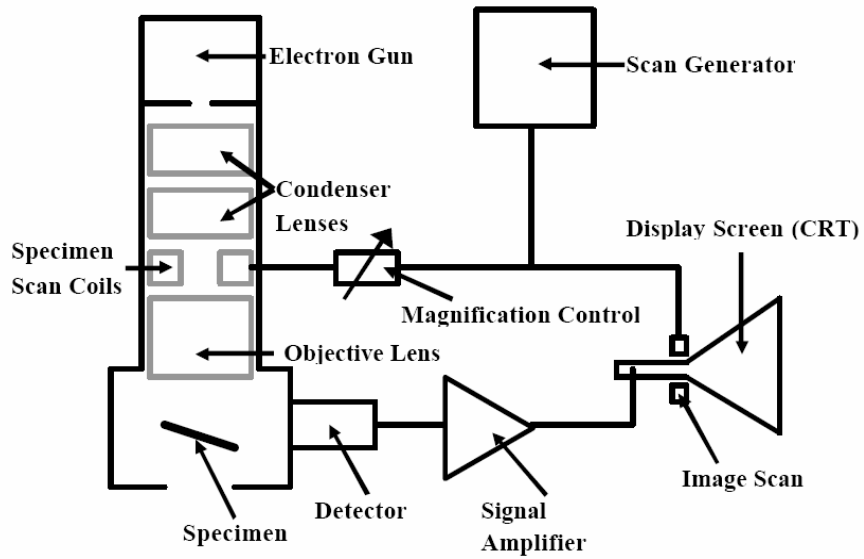 Electron Gun
Scan Generator
Condenser
Lenses
Specimen
Scan Coils
Display Screen (CRT)
Magnification Control
Objective Lens
Image Scan
Specimen
Detector
Signal
Amplifier